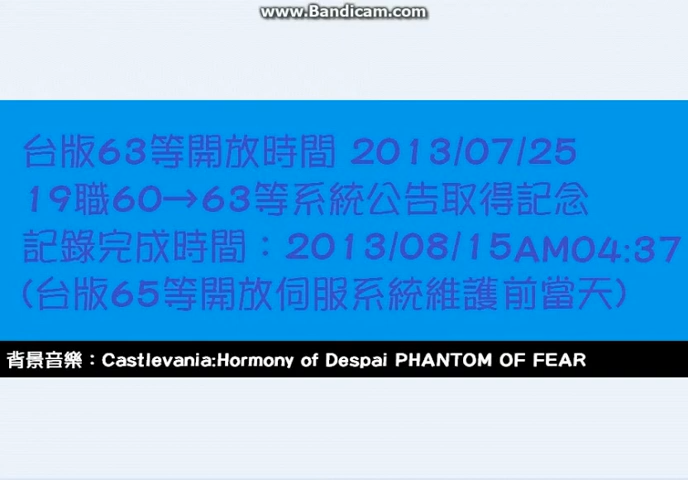 www.Bandicam.com
台版63等開放時間 2013/07/25
19職60→63等系統公告取得記念
記錄完成時間：2013/08/15AM04:37
(台版65等開放伺服系統維護前當天)
背景音樂：Castlevania:Hormony of Despai PHANTOM OF FEAR